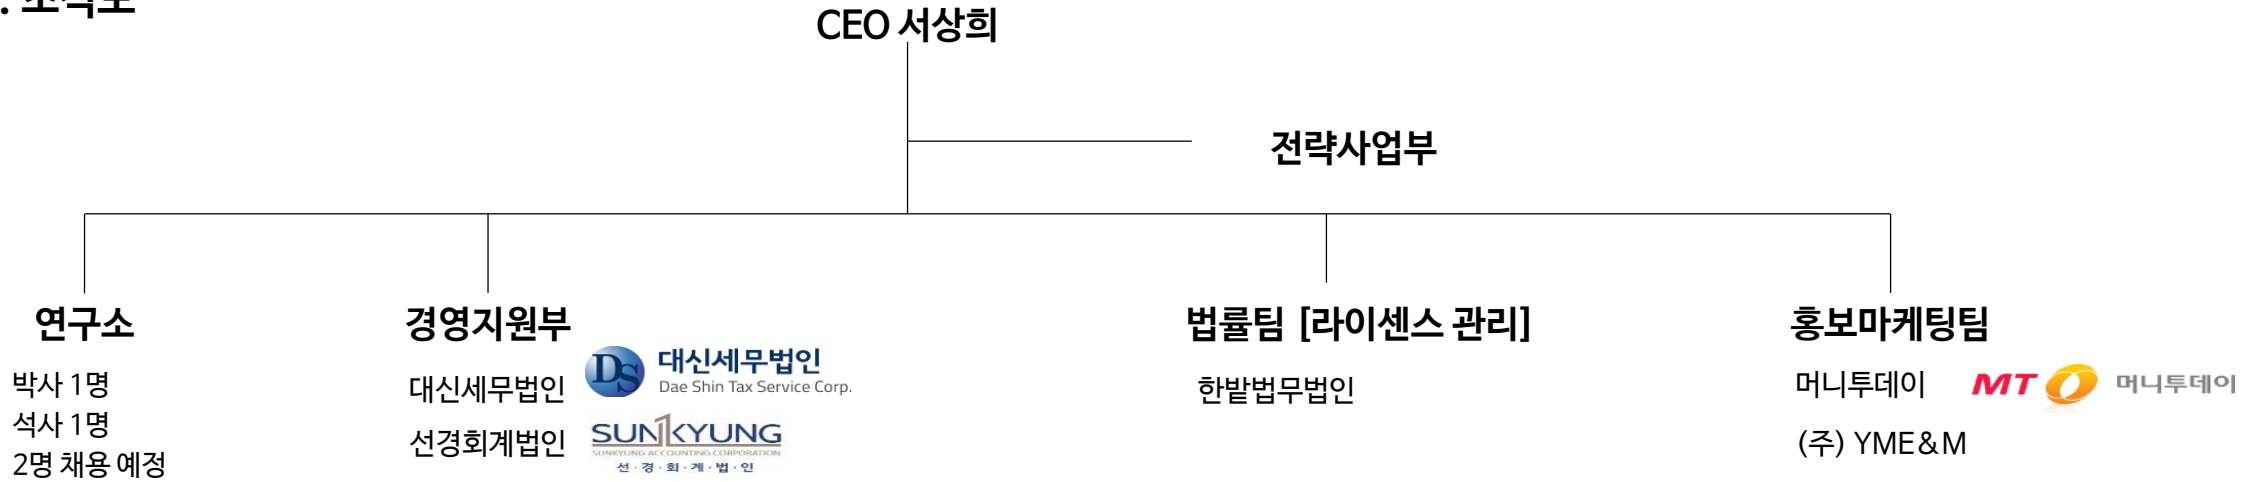 . 조직도
CEO 서상희
전략사업부
연구소
박사 1명
석사 1명
2명 채용 예정
경영지원부
대신세무법인
DS 대신세무법인
Dae Shin Tax Service Corp.
선경회계법인
SUNKYUNG
SUNKYUNG ACCOUNTING CORPORATION
선·경·회·계·법·인
법률팀 [라이센스 관리]
한밭법무법인
홍보마케팅팀
머니투데이
MT 머니투데이
(주) YME&M